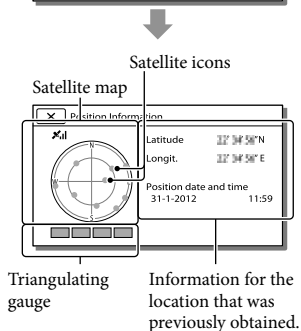 Satellite icons
Satellite map
X Position Information
N
Latitude N
Longit. E
S
Position date and time
31-1-2012 11:59
Triangulating gauge
Information for the location that was previously obtained.